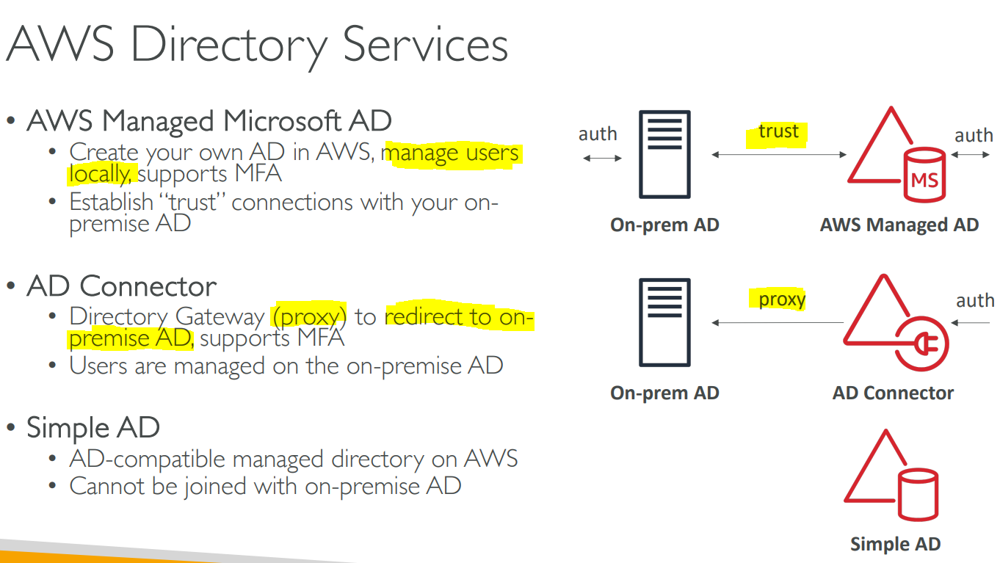 AWS Directory Services
• AWS Managed Microsoft AD
• Create your own AD in AWS, manage users
locally, supports MFA
• Establish “trust” connections with your on-
premise AD
• AD Connector
• Directory Gateway (proxy) to redirect to on-
premise AD, supports MFA
• Users are managed on the on-premise AD
• Simple AD
• AD-compatible managed directory on AWS
• Cannot be joined with on-premise AD
auth
trust
auth
MS
On-prem AD
AWS Managed AD
proxy
auth
On-prem AD
AD Connector
Simple AD